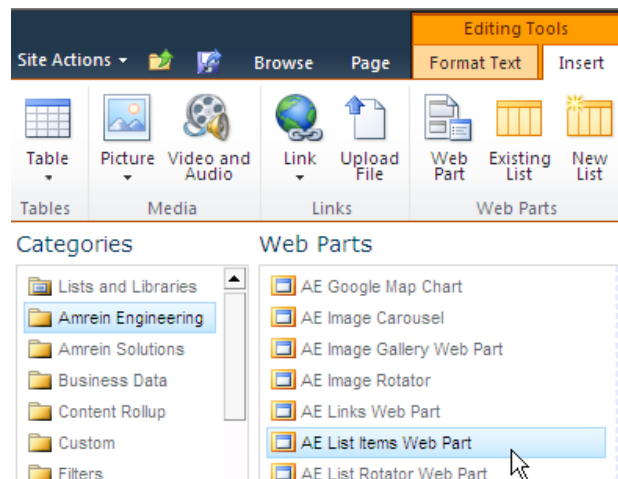 Editing Tools
Site Actions Browse Page Format Text Insert
Table Picture Video and Audio Link Upload File Web Part Existing List New List
Tables Media Links Web Parts
Categories Web Parts
Lists and Libraries
Amrein Engineering
Amrein Solutions
Business Data
Content Rollup
Custom
Filters
AE Google Map Chart
AE Image Carousel
AE Image Gallery Web Part
AE Image Rotator
AE Links Web Part
AE List Items Web Part
AE List Rotator Web Part